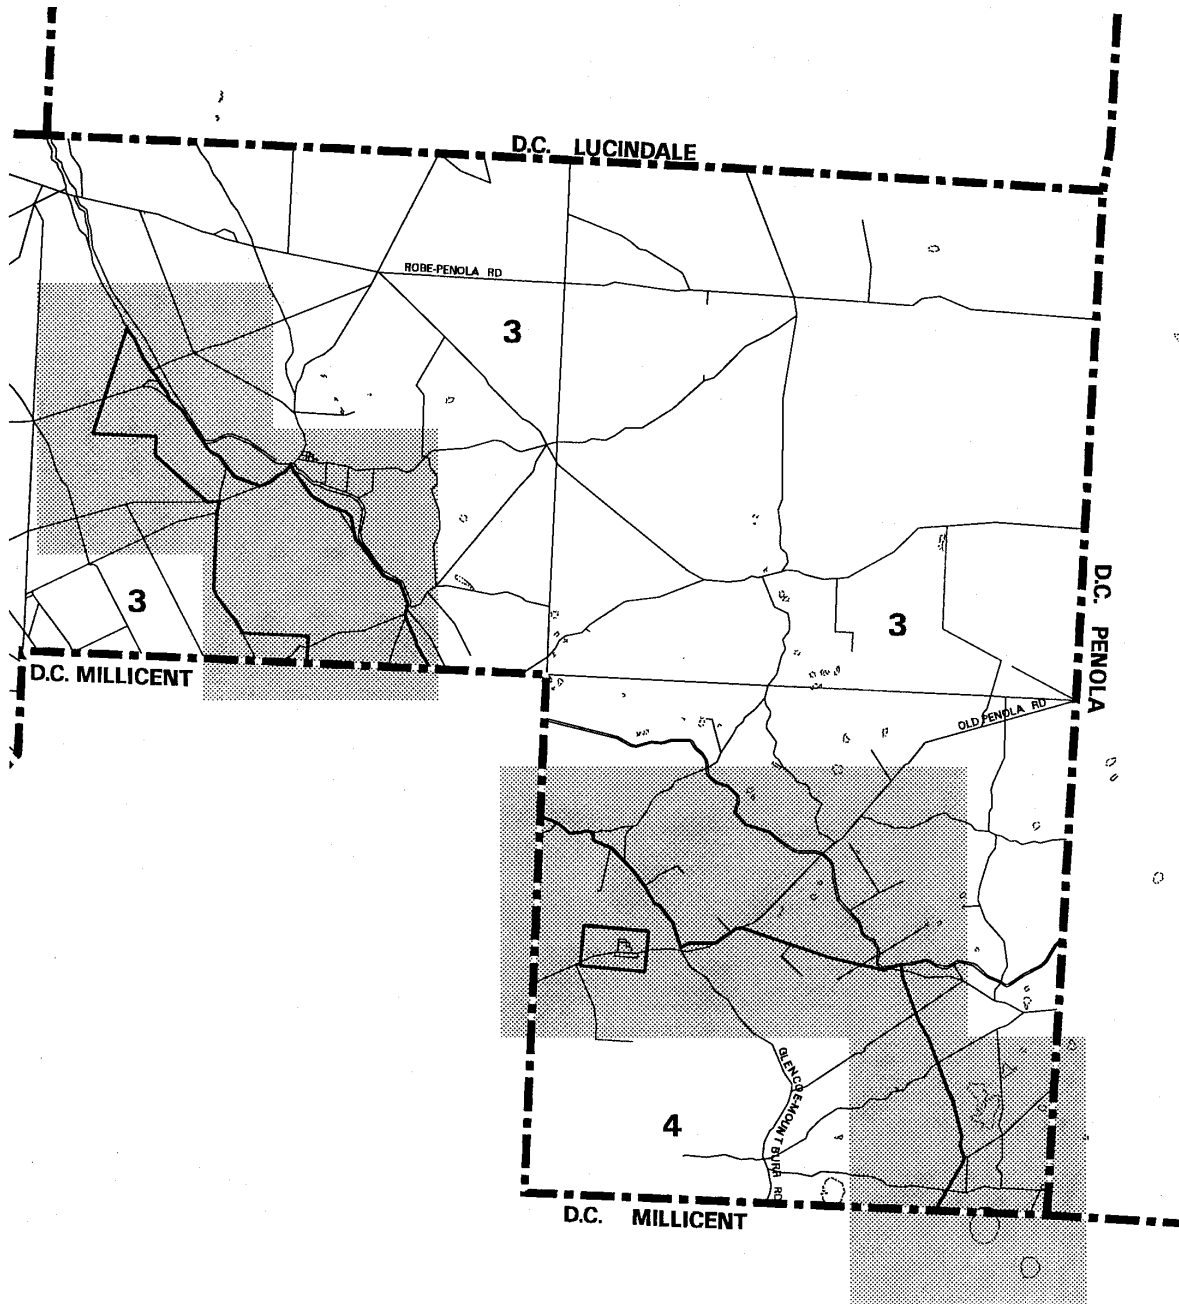 D.C. LUCINDALE
ROBE-PENOLA RD
3
3
D.C. PENOLA
3
D.C. MILLICENT
OLD PENOLA RD
GLENCOE-MOUNT BURR RD
4
D.C. MILLICENT